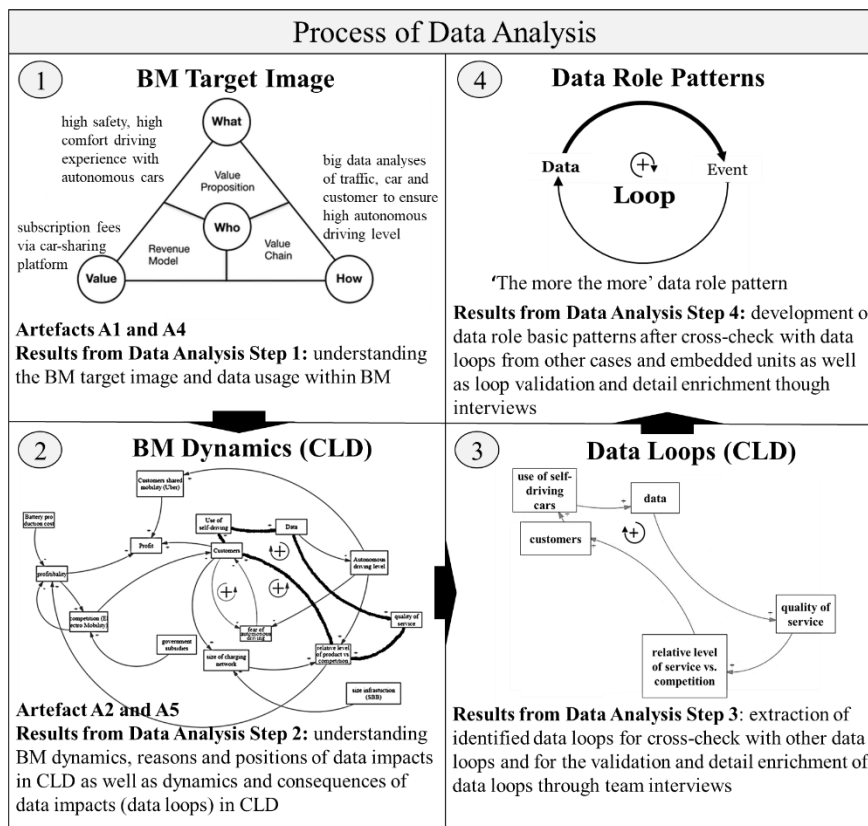 Process of Data Analysis
1
BM Target Image
high safety, high
comfort driving
experience with
autonomous cars
What
Value
Proposition
big data analyses
of traffic, car and
customer to ensure
high autonomous
driving level
Who
subscription fees
via car-sharing
platform
Revenue
Model
Value
Chain
Value
How
Artefacts A1 and A4
Results from Data Analysis Step 1: understanding
the BM target image and data usage within BM
4
Data Role Patterns
Data
+
Event
Loop
‘The more the more’ data role pattern
Results from Data Analysis Step 4: development o
data role basic patterns after cross-check with data
loops from other cases and embedded units as well
as loop validation and detail enrichment though
interviews
2
BM Dynamics (CLD)
Customers shared
mobility (Uber)
Battery pro
duction cost
Use of
self-driving
Data
Profit
Customers
+
Autonomous
driving level
profitability
+
+
competition (E
ectro Mobility)
quality of
service
fear of
autonomous
driving
government
subsidies
size of charging
network
relative level
of product vs
competition
size infrastuction
(SBB)
Artefact A2 and A5
Results from Data Analysis Step 2: understanding
BM dynamics, reasons and positions of data impacts
in CLD as well as dynamics and consequences of
data impacts (data loops) in CLD
3
Data Loops (CLD)
use of self-
driving
cars
data
customers
+
quality of
service
relative level
of service vs.
competition
Results from Data Analysis Step 3: extraction of
identified data loops for cross-check with other data
loops and for the validation and detail enrichment of
data loops through team interviews